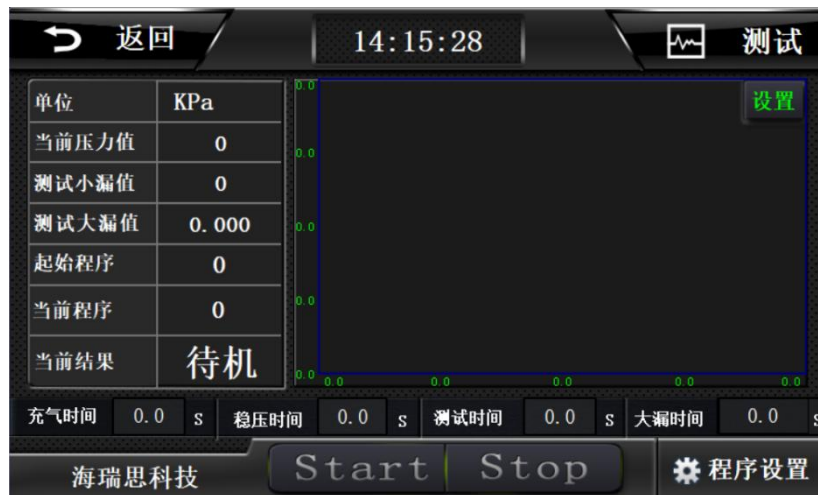 返回 14:15:28 测试
单位 KPa
当前压力值 0
测试小漏值 0
测试大漏值 0.000
起始程序 0
当前程序 0
当前结果 待机
0.0
0.0
0.0
0.0
0.0
设置
0.0 0.0 0.0 0.0 0.0
充气时间 0.0 s 稳压时间 0.0 s 测试时间 0.0 s 大漏时间 0.0 s
海瑞思科技 Start Stop 程序设置